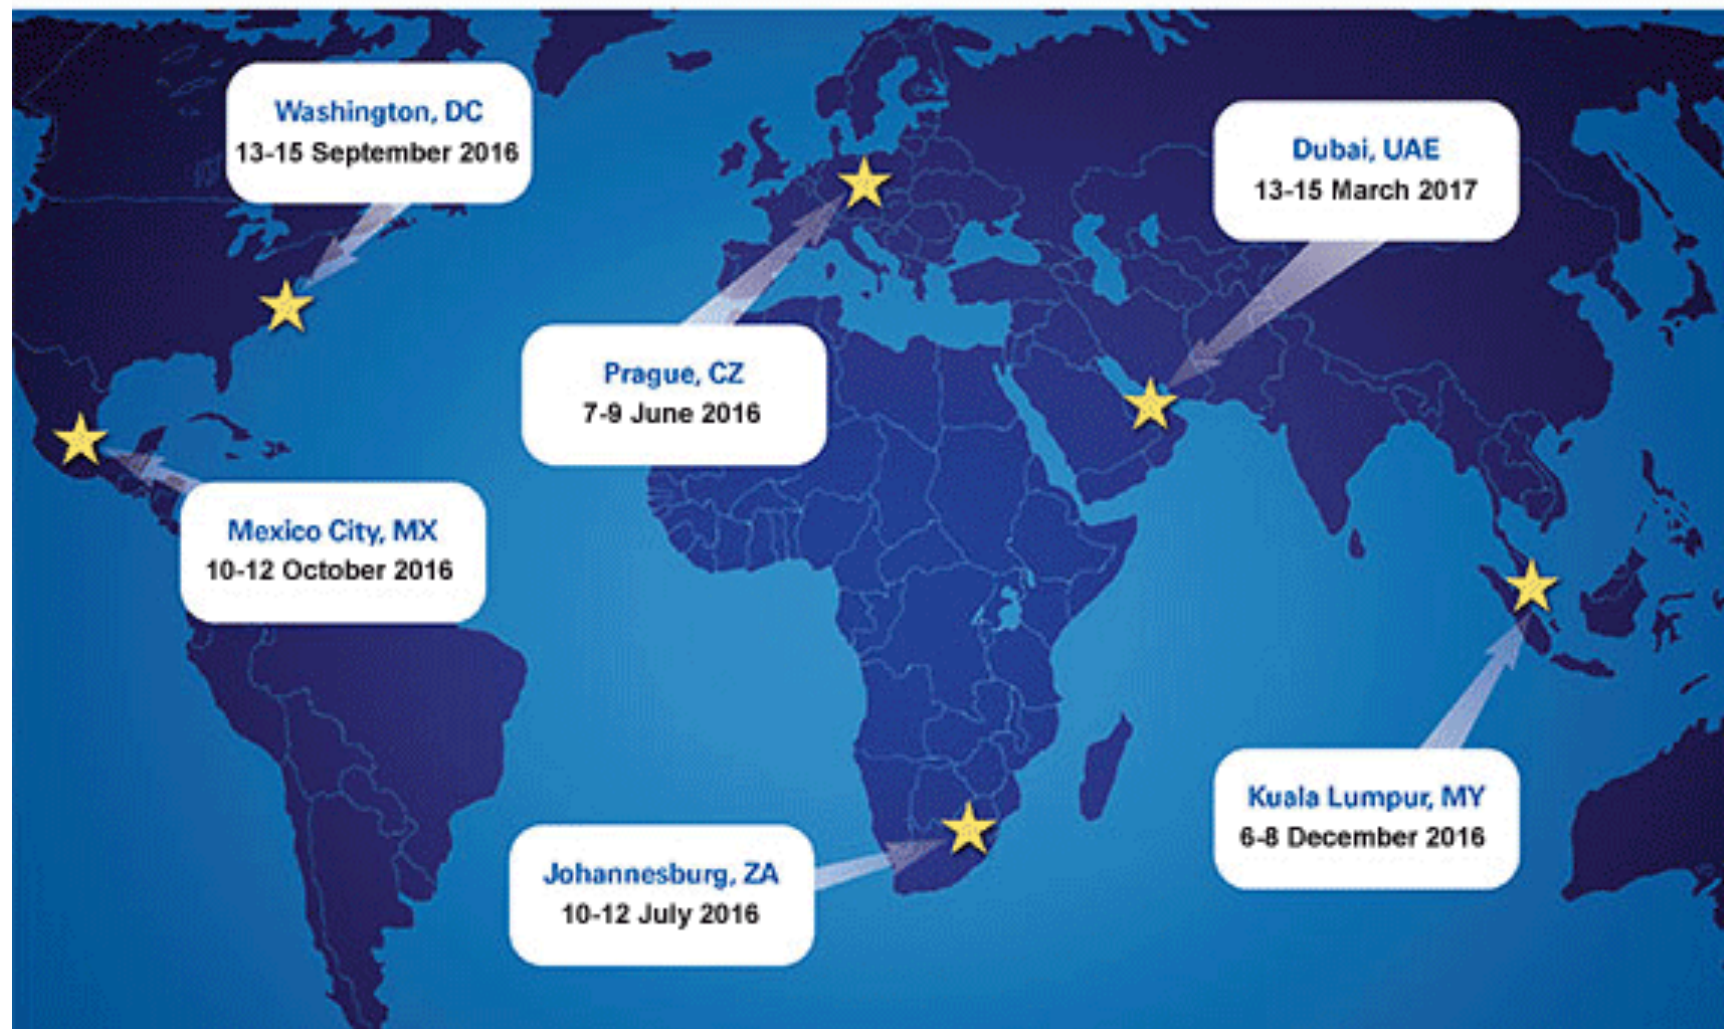 Washington, DC
13-15 September 2016
Dubai, UAE
13-15 March 2017
Prague, CZ
7-9 June 2016
Mexico City, MX
10-12 October 2016
Kuala Lumpur, MY
6-8 December 2016
Johannesburg, ZA
10-12 July 2016